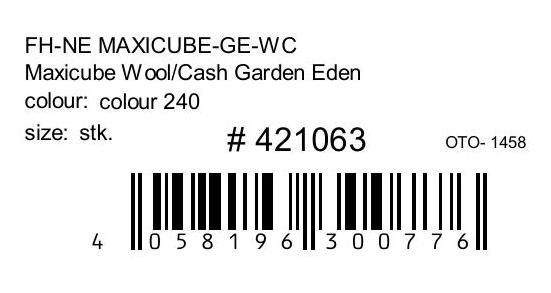 FH-NE MAXICUBE-GE-WC
Maxicube Wool/Cash Garden Eden
colour: colour 240
size: stk.
# 421063
OTO- 1458
4 058196 300776